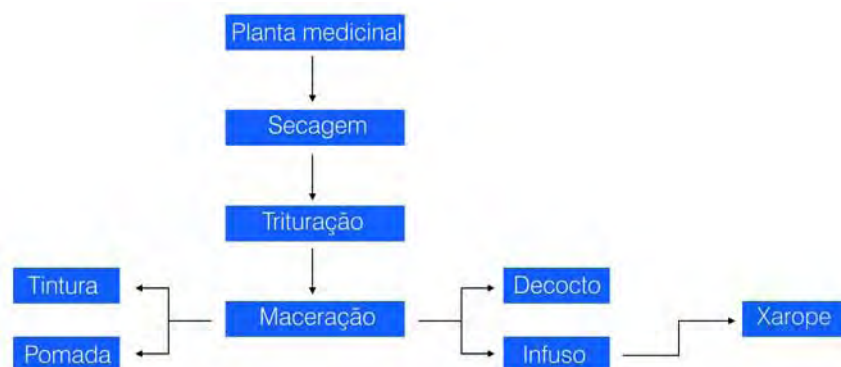 Planta medicinal
Secagem
Trituração
Tintura
Maceração
Decocto
Xarope
Pomada
Infuso